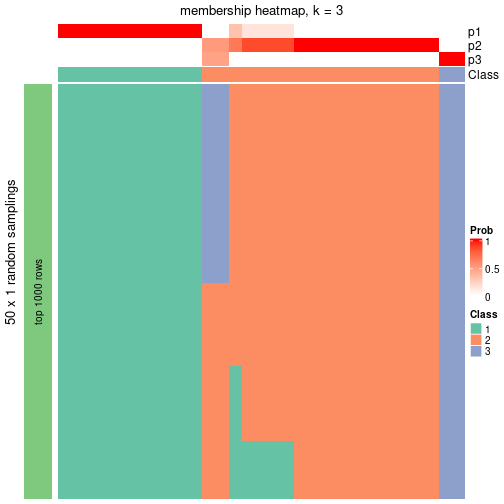 membership heatmap, k = 3
p1
p2
p3
Class
50 x 1 random samplings
top 1000 rows
Prob
1
0.5
0
Class
1
2
3